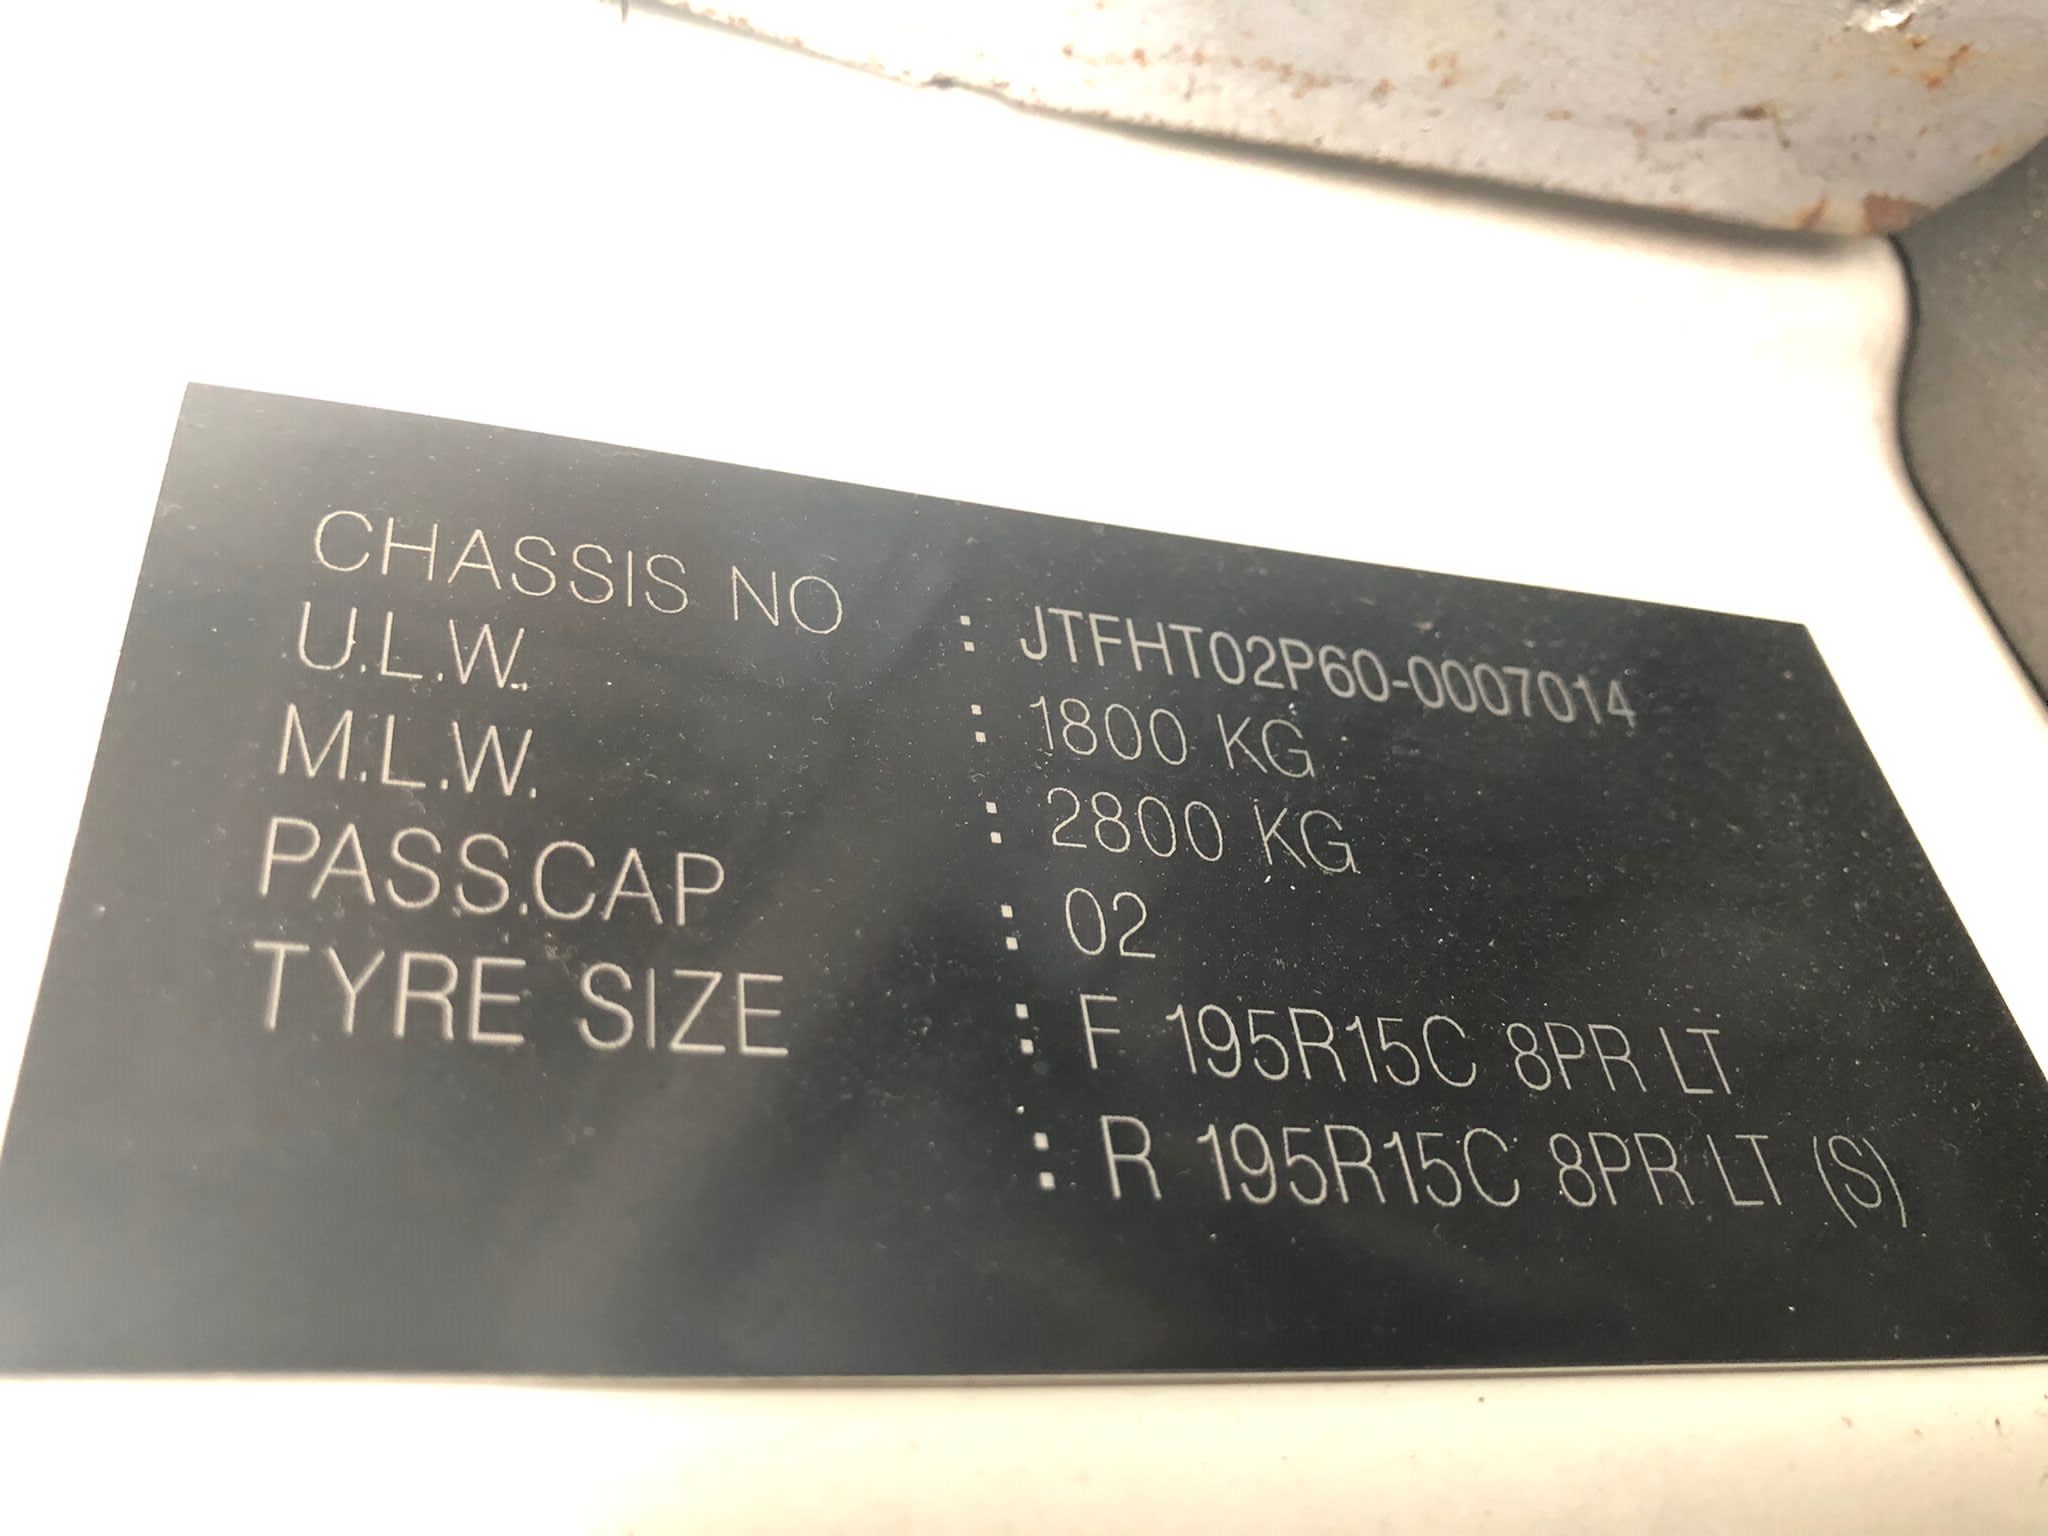 CHASSIS NO : JTFHT02P60-0007014
U.L.W. : 1800 KG
M.L.W. : 2800 KG
PASS.CAP : 02
TYRE SIZE : F 195R15C 8PR LT
: R 195R15C 8PR LT (S)